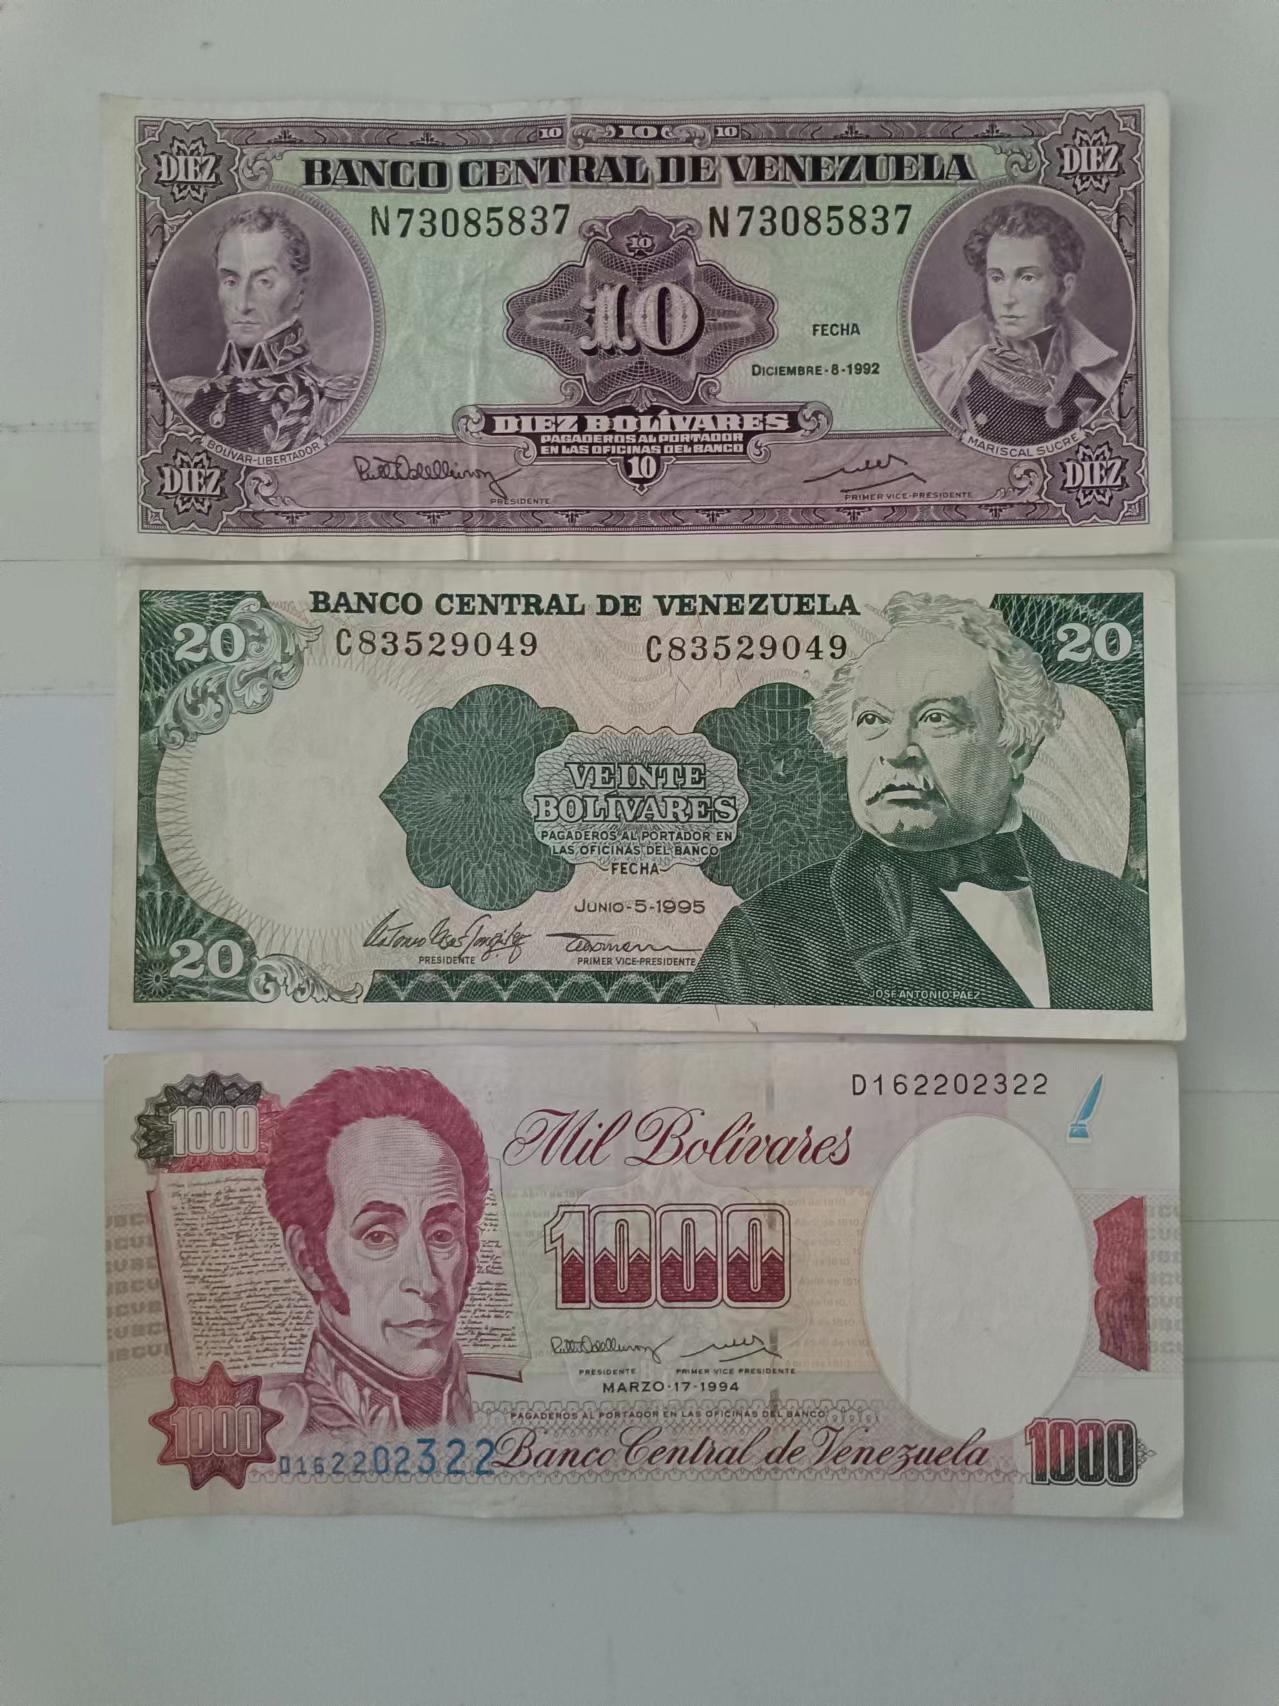 10 10 10
DIEZ DIEZ
BANCO CENTRAL DE VENEZUELA
N73085837 N73085837
10
10
FECHA
DICIEMBRE-8-1992
DIEZ BOLÍVARES
PAGADEROS AL PORTADOR
EN LAS OFICINAS DEL BANCO
10
BOLÍVAR-LIBERTADOR
MARISCAL SUCRE
DIEZ DIEZ
PRESIDENTE
PRIMER VICE-PRESIDENTE
BANCO CENTRAL DE VENEZUELA
20 20
C83529049 C83529049
VEINTE
BOLÍVARES
PAGADEROS AL PORTADOR EN
LAS OFICINAS DEL BANCO
FECHA
JUNIO-5-1995
20
PRESIDENTE PRIMER VICE-PRESIDENTE
JOSE ANTONIO PAEZ
D162202322
1000
Mil Bolívares
1000
PRESIDENTE PRIMER VICE PRESIDENTE
MARZO-17-1994
PAGADEROS AL PORTADOR EN LAS OFICINAS DEL BANCO
1000
D162202322
Banco Central de Venezuela
1000